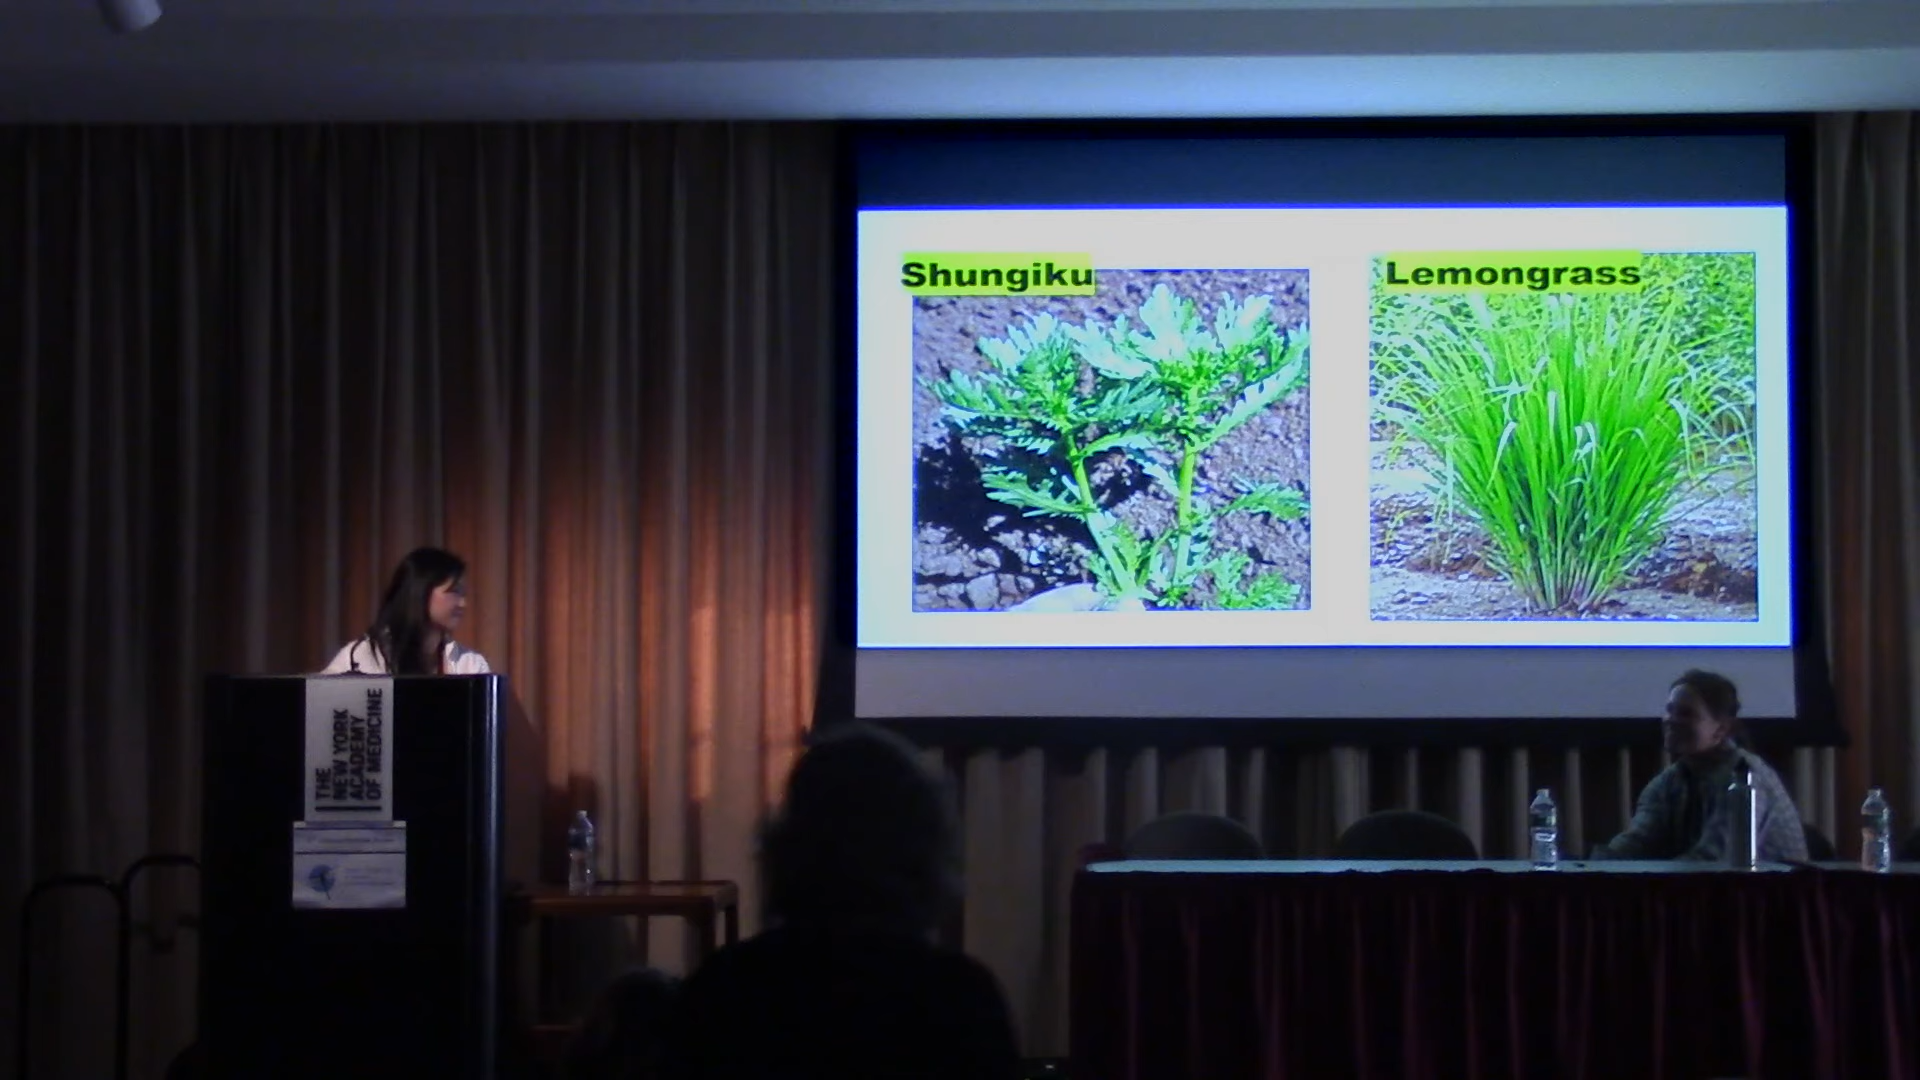 Shungiku
Lemongrass
THE
NEW YORK
ACADEMY
OF MEDICINE